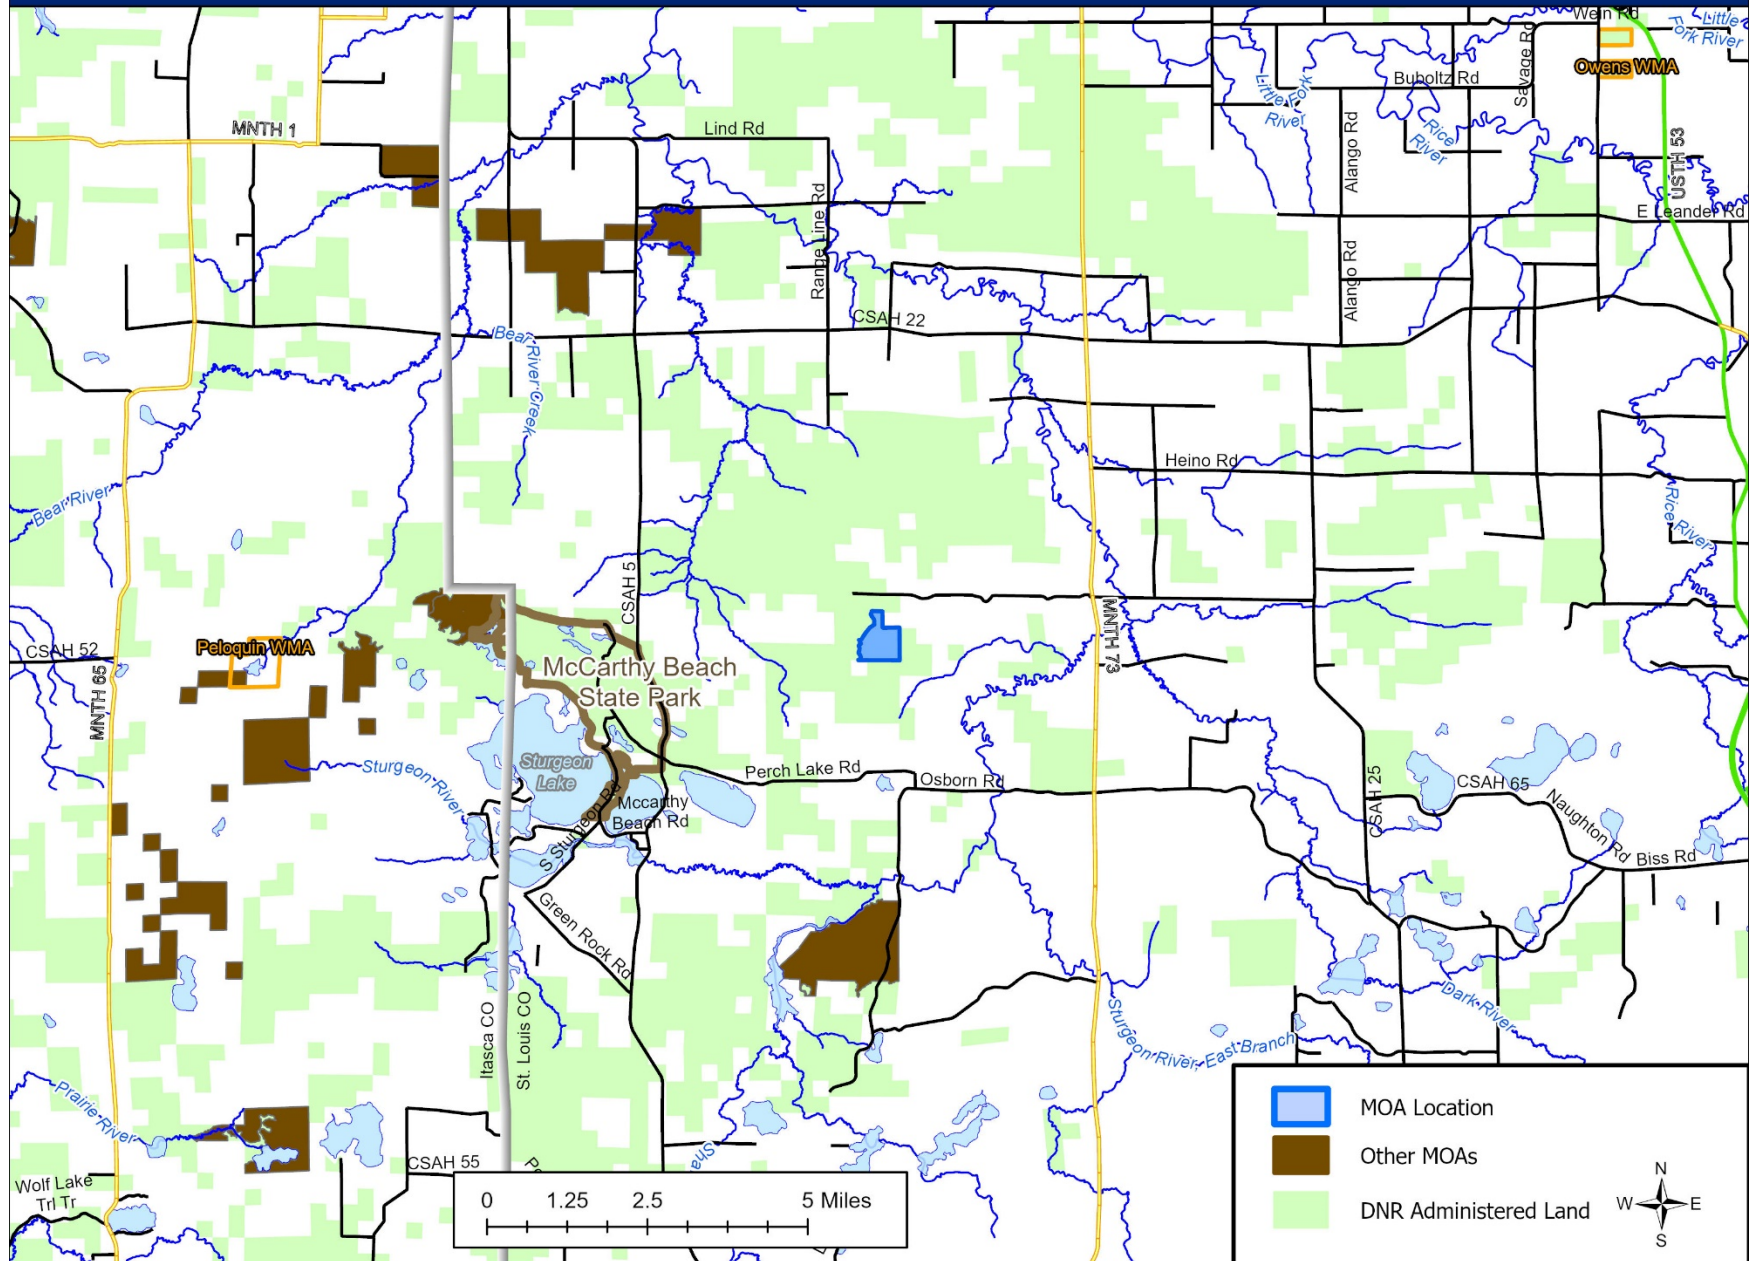 Wein Rd
Little
Fork River
Owens WMA
Savage Rd
Buboltz Rd
Little Fork
River
Rice
River
MNTH 1
Lind Rd
Alango Rd
USTH 53
E Leander Rd
Range Line Rd
Alango Rd
CSAH 22
Bear River Creek
Heino Rd
Bear River
Rice River
CSAH 5
MNTH 73
CSAH 52
Peloquin WMA
McCarthy Beach
State Park
MNTH 65
Sturgeon River
Sturgeon
Lake
Perch Lake Rd
Osborn Rd
CSAH 25
CSAH 65
Naughton Rd
Biss Rd
Mccarthy
Beach Rd
S Sturgeon Rd
Green Rock Rd
Itasca CO
St. Louis CO
Dark River
Sturgeon River, East Branch
Prairie River
Sha
CSAH 55
Wolf Lake
Trl Tr
0 1.25 2.5 5 Miles
MOA Location
Other MOAs
DNR Administered Land
N
W E
S